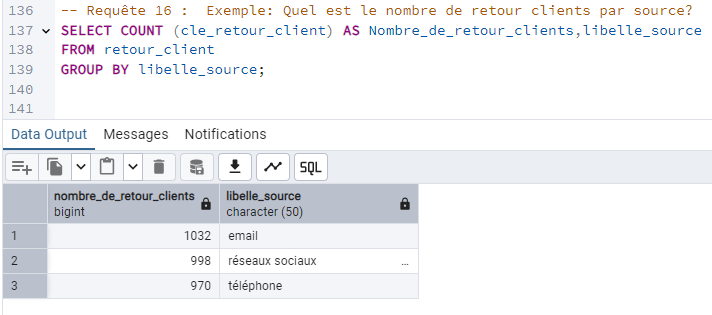 136 -- Requête 16 :  Exemple: Quel est le nombre de retour clients par source?
137 SELECT COUNT (cle_retour_client) AS Nombre_de_retour_clients,libelle_source
138 FROM retour_client
139 GROUP BY libelle_source;
140
141
Data Output Messages Notifications
SQL
nombre_de_retour_clients libelle_source
bigint character (50)
1 1032 email
2 998 réseaux sociaux ...
3 970 téléphone